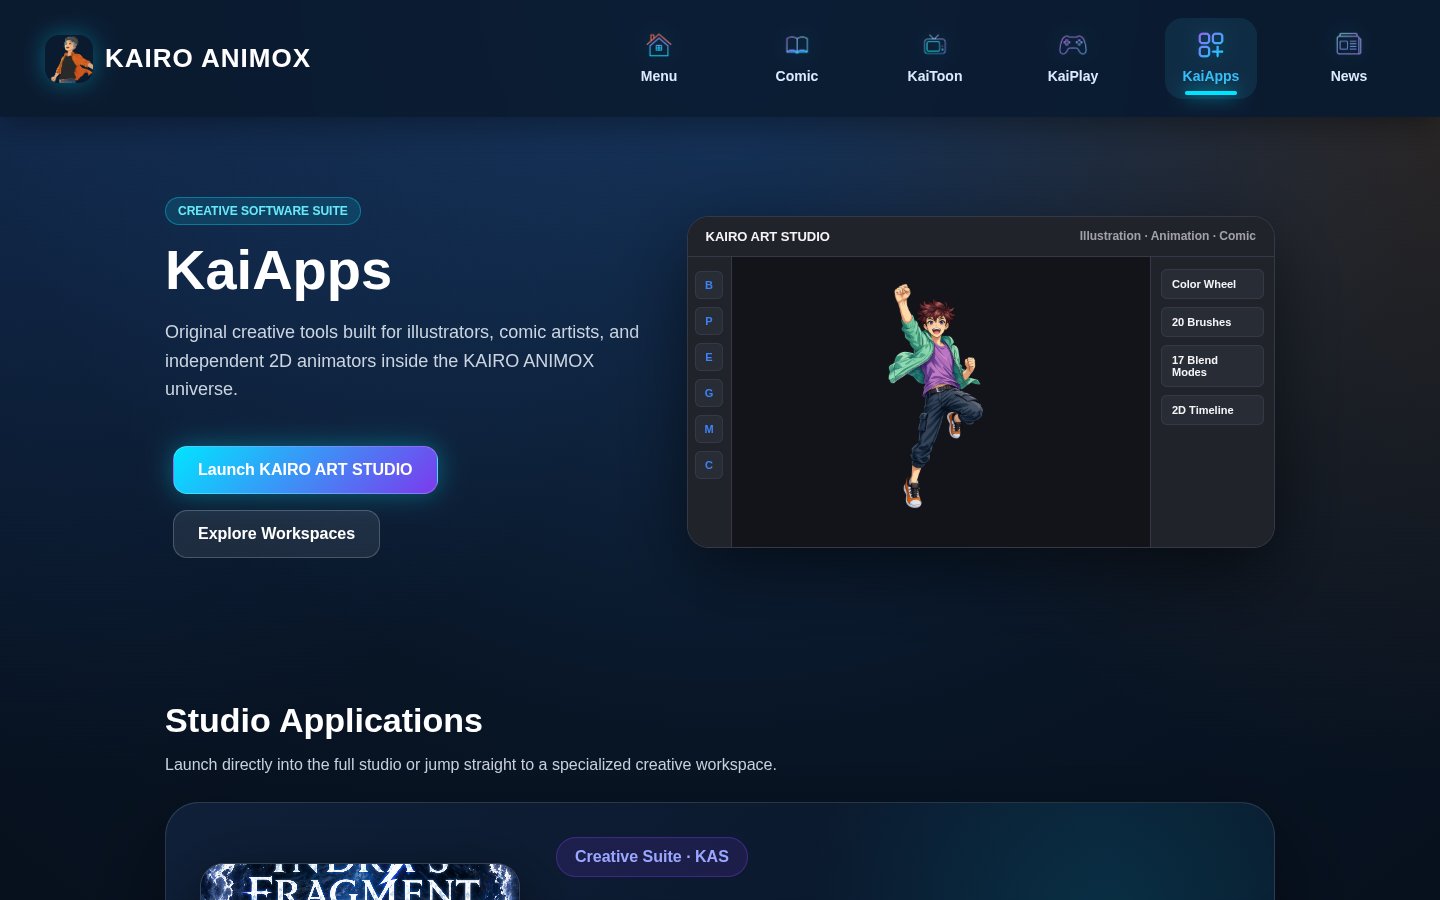 KAIRO ANIMOX
Menu
Comic
KaiToon
KaiPlay
KaiApps
News
CREATIVE SOFTWARE SUITE
KaiApps
Original creative tools built for illustrators, comic artists, and
independent 2D animators inside the KAIRO ANIMOX
universe.
Launch KAIRO ART STUDIO
Explore Workspaces
KAIRO ART STUDIO
Illustration · Animation · Comic
B
P
E
G
M
C
Color Wheel
20 Brushes
17 Blend
Modes
2D Timeline
Studio Applications
Launch directly into the full studio or jump straight to a specialized creative workspace.
Creative Suite · KAS
INDRA'S
FRAGMENT